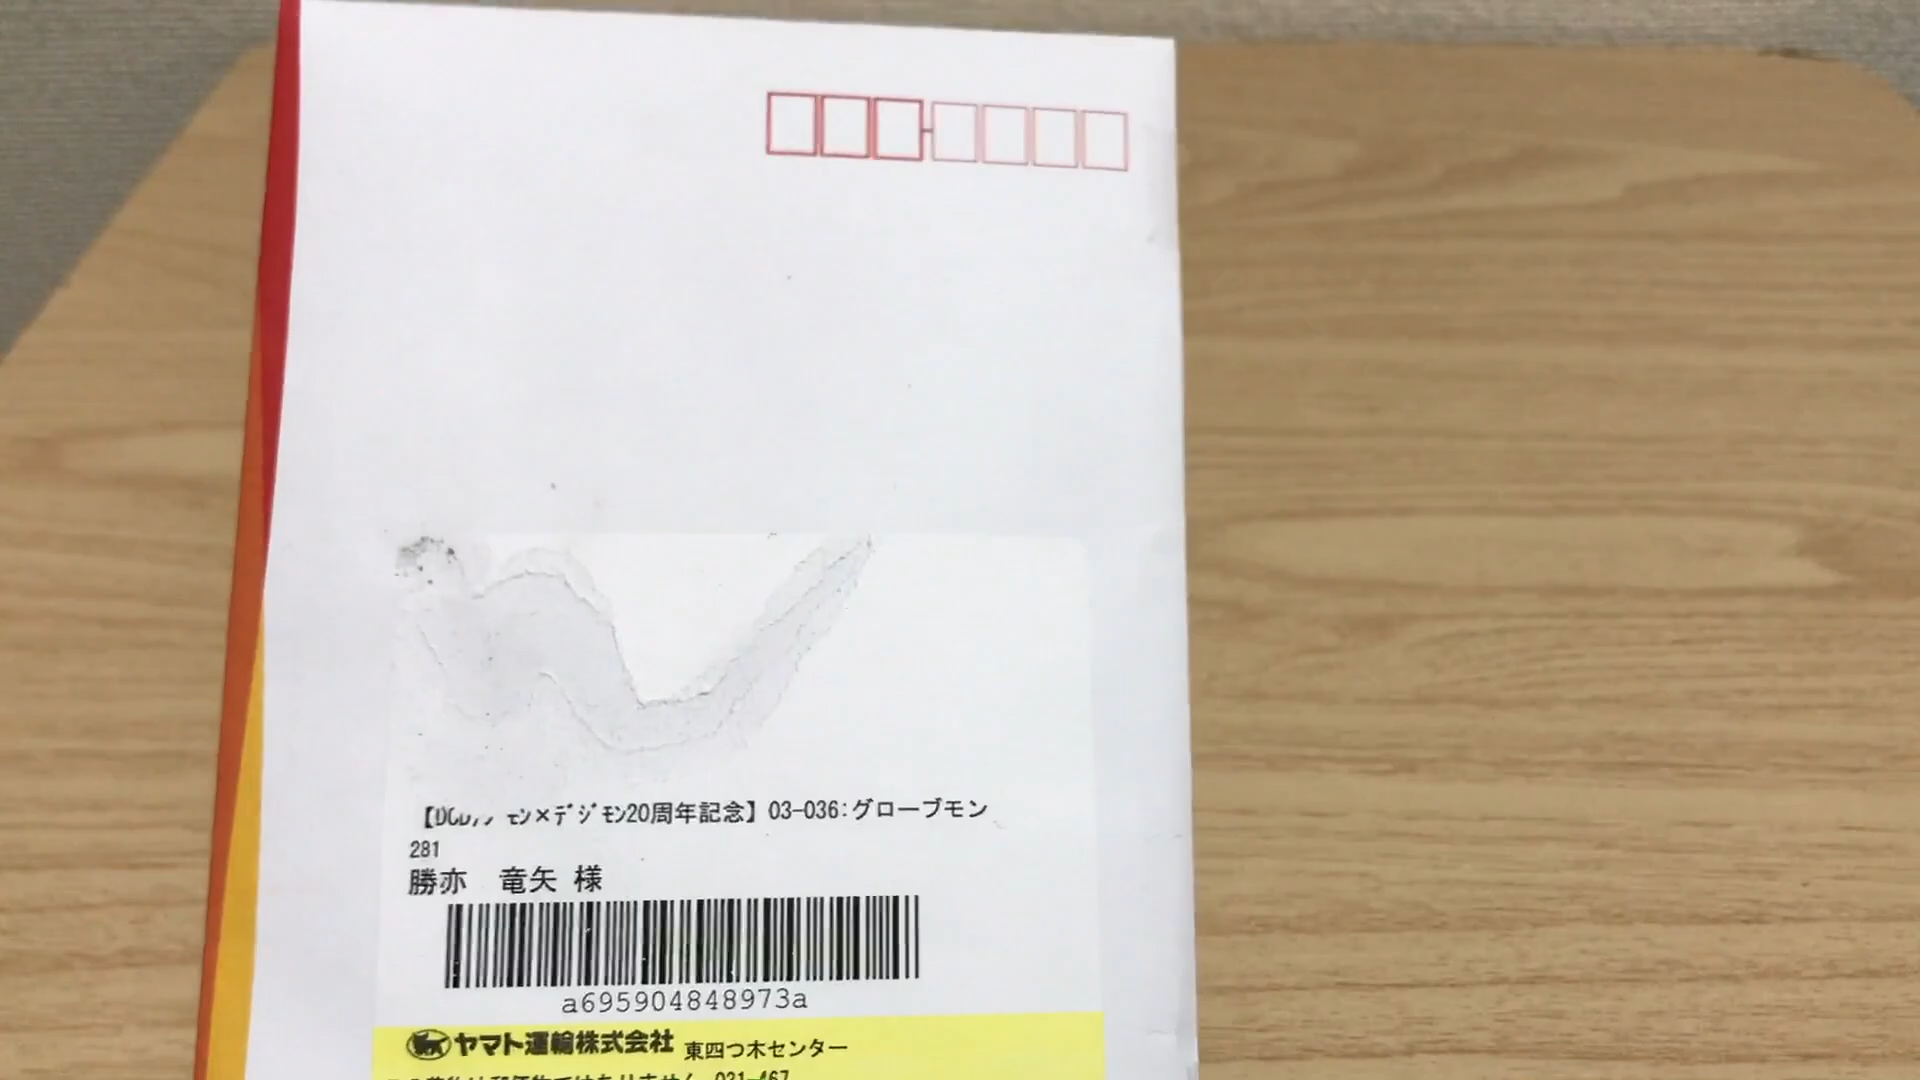 モン×デジモン20周年記念】03-036:グローブモン
281
勝亦 竜矢 様
a695904848973a
ヤマト運輸株式会社 東四つ木センター
031-467